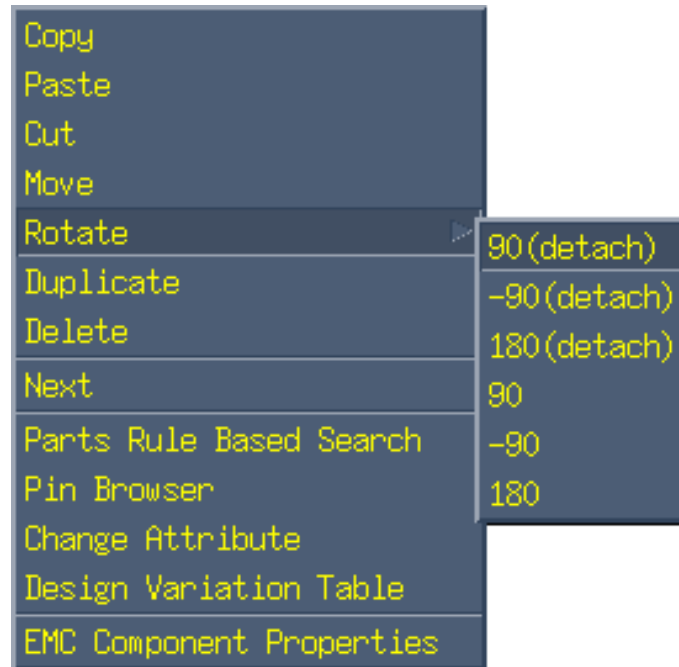 Copy
Paste
Cut
Move
Rotate
Duplicate
Delete
Next
Parts Rule Based Search
Pin Browser
Change Attribute
Design Variation Table
EMC Component Properties
90(detach)
-90(detach)
180(detach)
90
-90
180